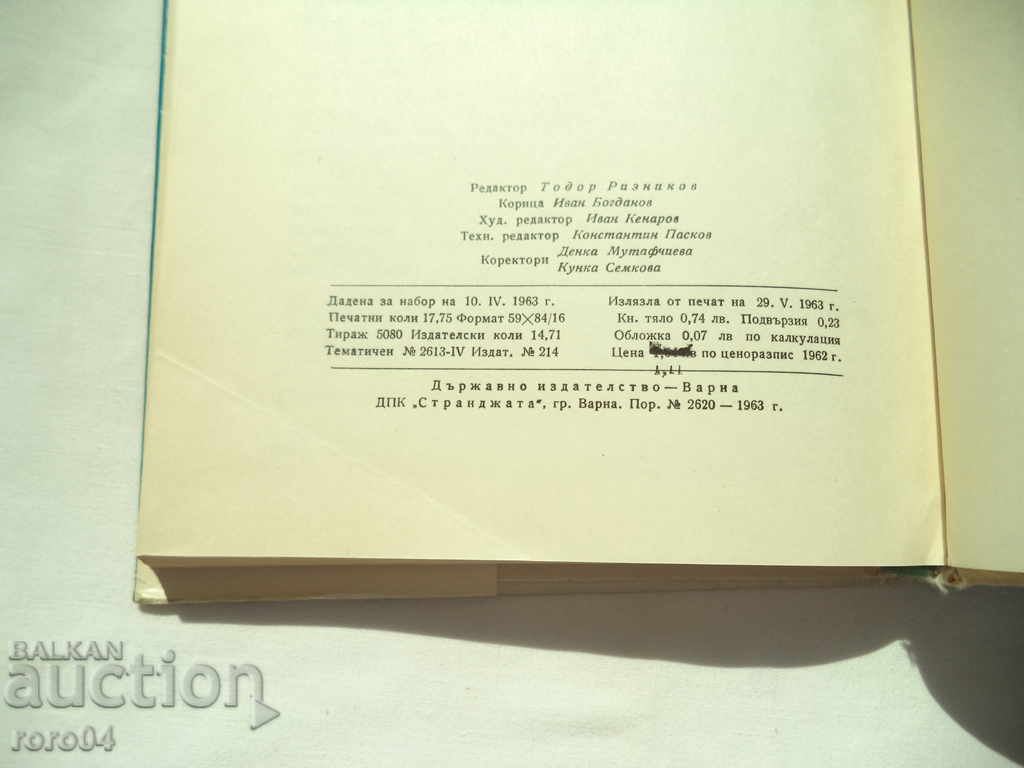 Редактор Тодор Ризников
Корица Иван Богданов
Худ. редактор Иван Кенаров
Техн. редактор Константин Пасков
Коректори Денка Мутафчиева
Кунка Семкова
Дадена за набор на 10. IV. 1963 г.
Печатни коли 17,75 Формат 59×84/16
Тираж 5080 Издателски коли 14,71
Тематичен № 2613-IV Издат. № 214
Излязла от печат на 29. V. 1963 г.
Кн. тяло 0,74 лв. Подвързия 0,23
Обложка 0,07 лв по калкулация
Цена лв по ценоразпис 1962 г.
1,11
Държавно издателство — Варна
ДПК „Странджата", гр. Варна. Пор. № 2620 — 1963 г.
BALKAN
auction
roro04